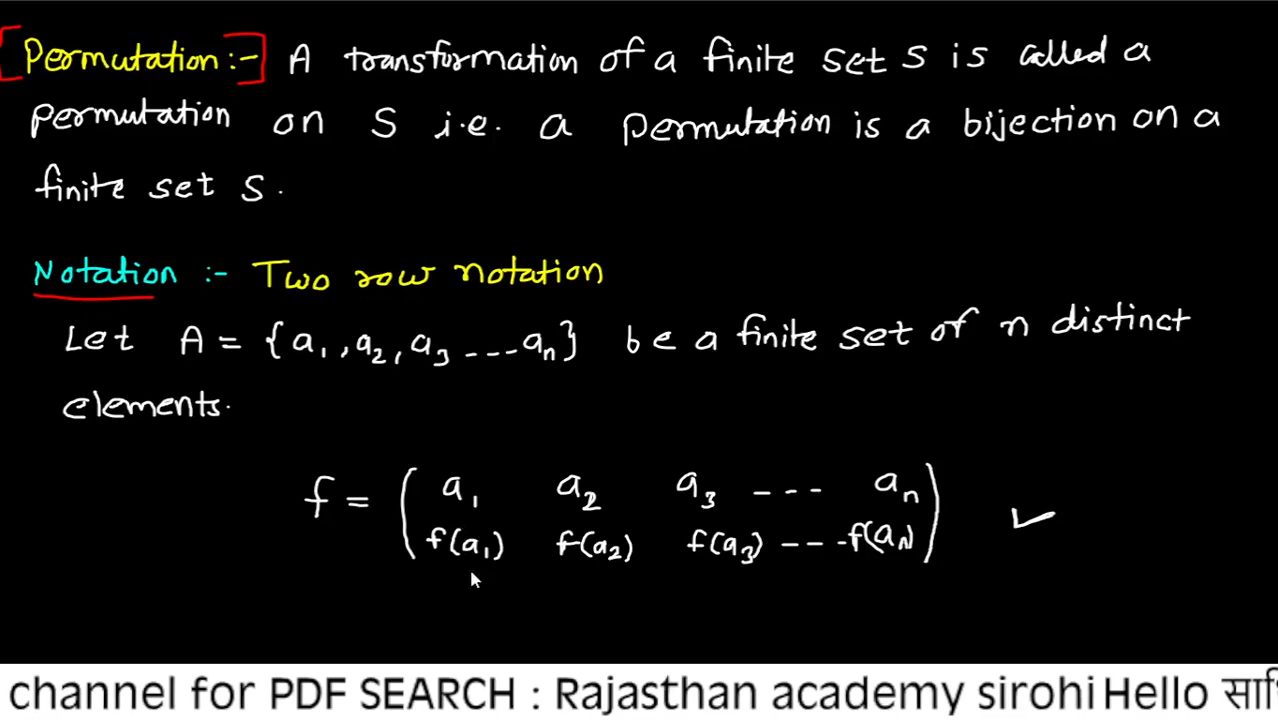 Permutation :- A transformation of a finite set S is called a
permutation on S i.e. a permutation is a bijection on a
finite set S.
Notation :- Two row notation
Let A = {a₁, a₂, a₃ ---- aₙ} be a finite set of n distinct
elements.
f = ( a₁ a₂ a₃ --- aₙ
f(a₁) f(a₂) f(a₃) --- f(aₙ) ) ✓
channel for PDF SEARCH : Rajasthan academy sirohi Hello